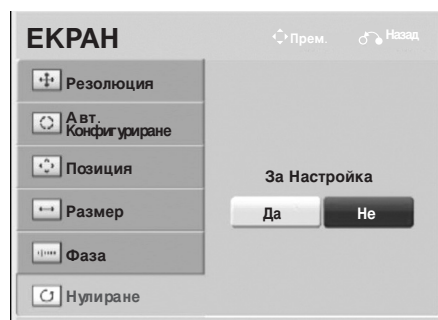 ЕКРАН
Прем.
Назад
Резолюция
Авт.
Конфигуриране
Позиция
Размер
Фаза
Нулиране
За Настройка
Да
Не